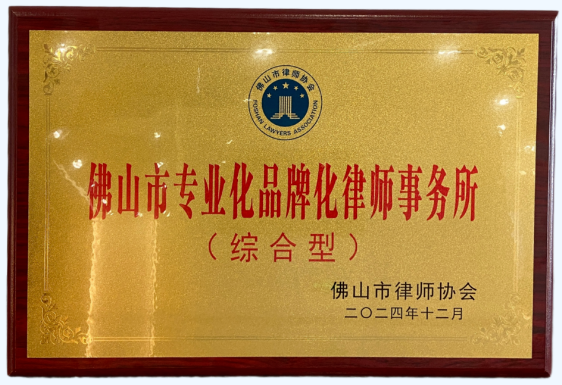 佛山市律师协会
FOSHAN LAWYERS ASSOCIATION
佛山市专业化品牌化律师事务所
（综合型）
佛山市律师协会
二〇二四年十二月